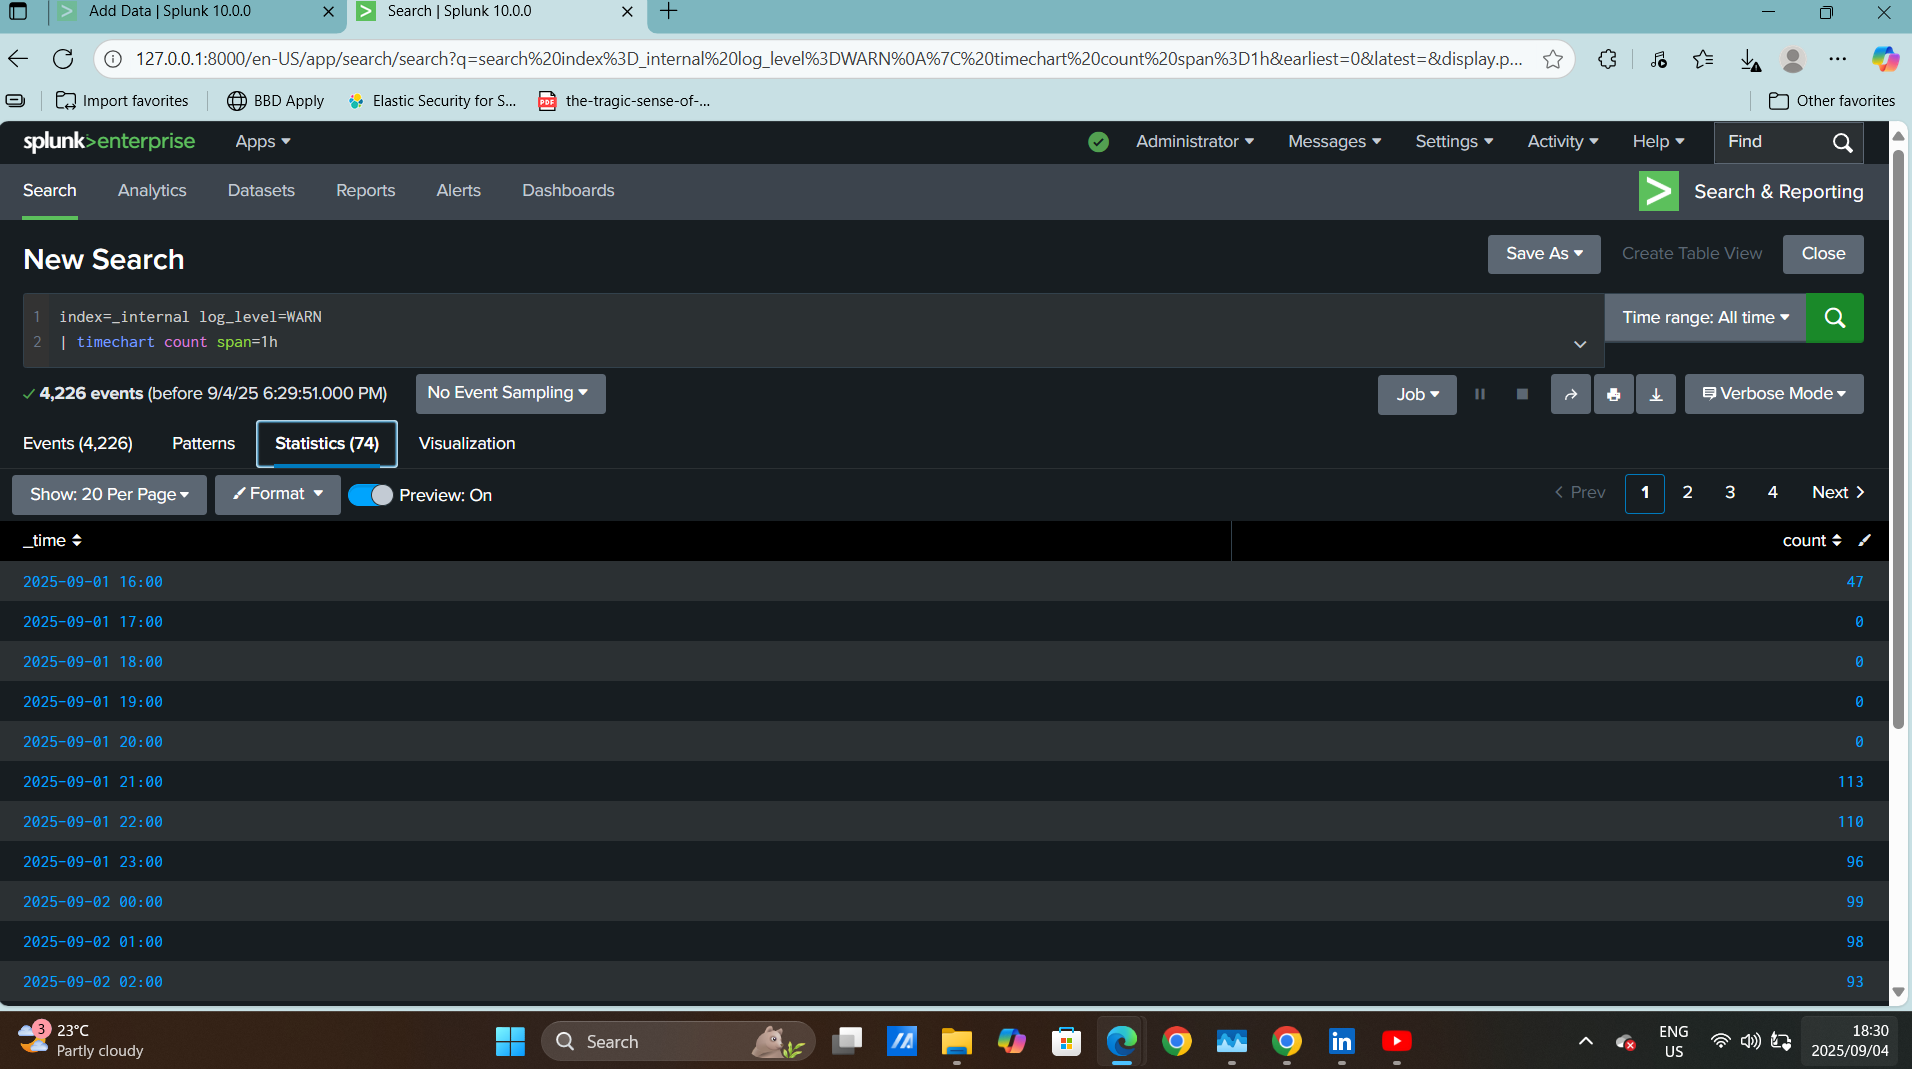 Add Data | Splunk 10.0.0
Search | Splunk 10.0.0
127.0.0.1:8000/en-US/app/search/search?q=search%20index%3D_internal%20log_level%3DWARN%0A%7C%20timechart%20count%20span%3D1h&earliest=0&latest=&display.p...
Import favorites
BBD Apply
Elastic Security for S...
PDF
the-tragic-sense-of-...
Other favorites
splunk>enterprise
Apps
Administrator
Messages
Settings
Activity
Help
Find
Search
Analytics
Datasets
Reports
Alerts
Dashboards
Search & Reporting
New Search
Save As
Create Table View
Close
1 index=_internal log_level=WARN
2 | timechart count span=1h
Time range: All time
4,226 events (before 9/4/25 6:29:51.000 PM)
No Event Sampling
Job
Verbose Mode
Events (4,226)
Patterns
Statistics (74)
Visualization
Show: 20 Per Page
Format
Preview: On
< Prev
1
2
3
4
Next >
_time
count
2025-09-01 16:00 47
2025-09-01 17:00 0
2025-09-01 18:00 0
2025-09-01 19:00 0
2025-09-01 20:00 0
2025-09-01 21:00 113
2025-09-01 22:00 110
2025-09-01 23:00 96
2025-09-02 00:00 99
2025-09-02 01:00 98
2025-09-02 02:00 93
3
23°C
Partly cloudy
Search
ENG
US
18:30
2025/09/04